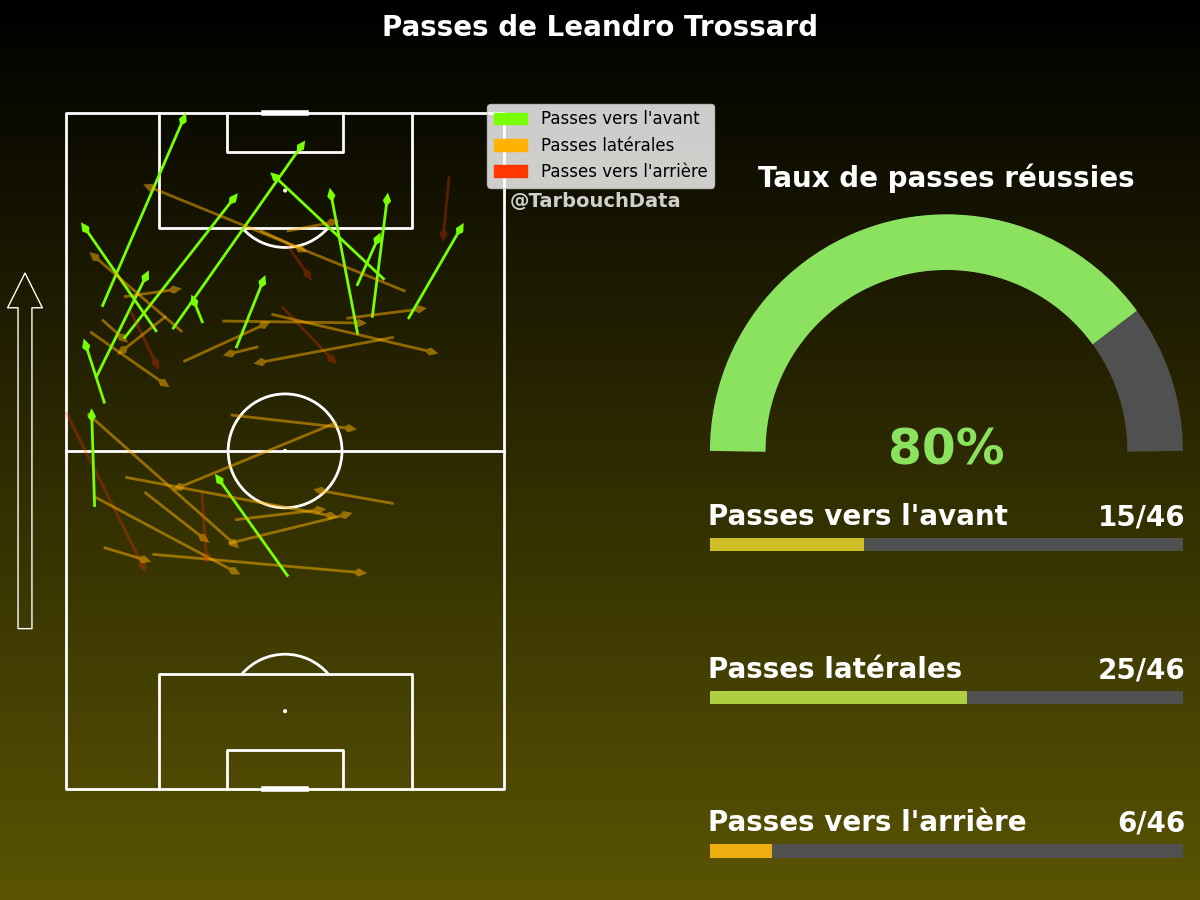 Passes de Leandro Trossard
Passes vers l'avant
Passes latérales
Passes vers l'arrière
@TarbouchData
Taux de passes réussies
80%
Passes vers l'avant 15/46
Passes latérales 25/46
Passes vers l'arrière 6/46